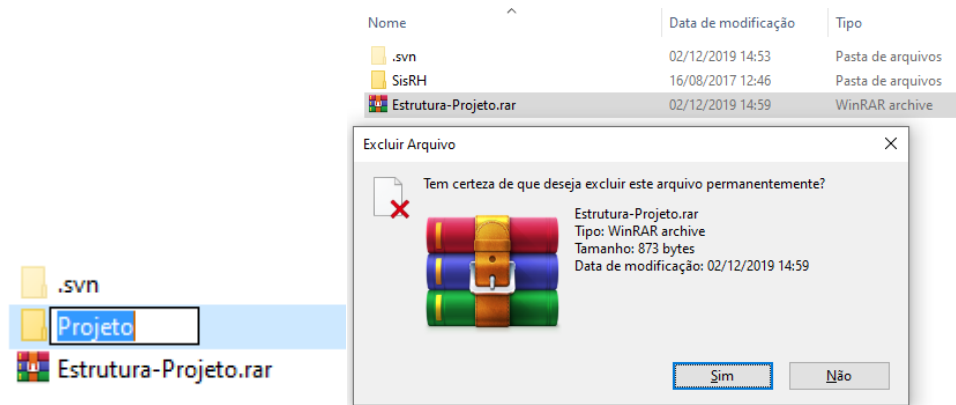 .svn
Projeto
Estrutura-Projeto.rar
Nome Data de modificação Tipo
.svn 02/12/2019 14:53 Pasta de arquivos
SisRH 16/08/2017 12:46 Pasta de arquivos
Estrutura-Projeto.rar 02/12/2019 14:59 WinRAR archive
Excluir Arquivo
Tem certeza de que deseja excluir este arquivo permanentemente?
Estrutura-Projeto.rar
Tipo: WinRAR archive
Tamanho: 873 bytes
Data de modificação: 02/12/2019 14:59
Sim Não